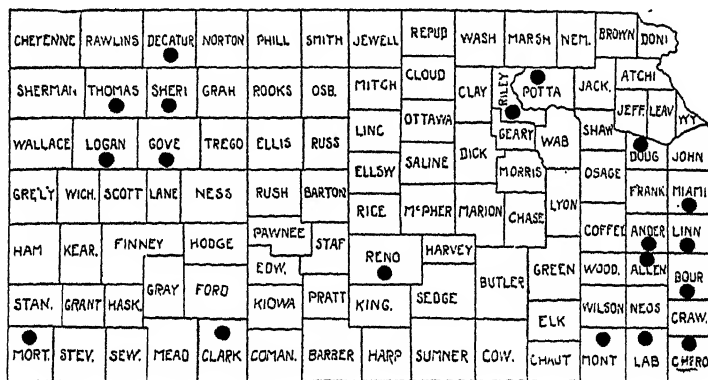 CHEYENNE RAWLINS DECATUR NORTON PHILL SMITH JEWELL REPUB WASH MARSH NEM. BROWN DONI
SHERMAN THOMAS SHERI GRAH ROOKS OSB. MITCH CLOUD CLAY RILEY POTTA JACK. ATCHI
JEFF. LEAV. WY.
WALLACE LOGAN GOVE TREGO ELLIS RUSS LINC OTTAWA DICK GEARY WAB SHAW DOUG JOHN
ELLSW SALINE MORRIS OSAGE
GRE'LY WICH. SCOTT LANE NESS RUSH BARTON RICE McPHER MARION CHASE LYON FRANK MIAMI
HAM KEAR. FINNEY HODGE PAWNEE STAF RENO HARVEY COFFEE ANDER LINN
EDW. BUTLER GREEN WOOD. ALLEN BOUR
STAN. GRANT HASK. GRAY FORD KIOWA PRATT KING. SEDGE WILSON NEOS CRAW.
ELK
MORT. STEV. SEW. MEAD CLARK COMAN. BARBER HARP SUMNER COW. CHAUT MONT LAB CHERO